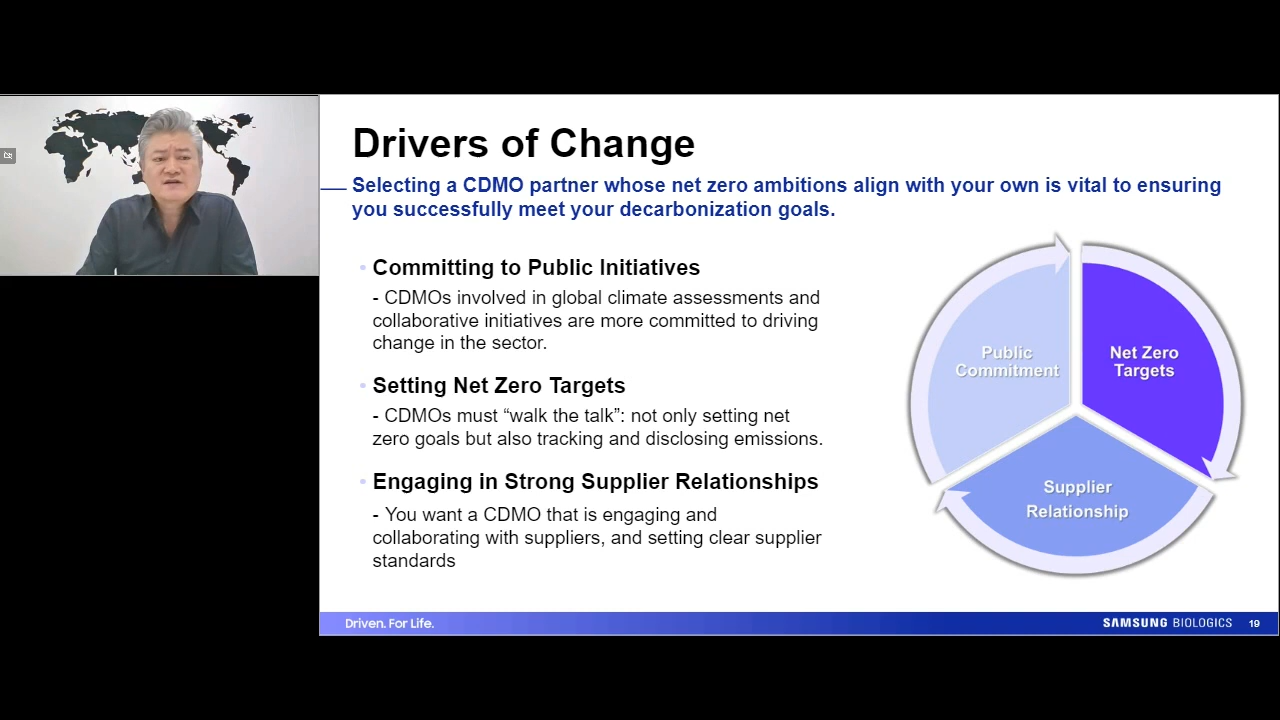 Drivers of Change
Selecting a CDMO partner whose net zero ambitions align with your own is vital to ensuring
you successfully meet your decarbonization goals.
Committing to Public Initiatives
- CDMOs involved in global climate assessments and
collaborative initiatives are more committed to driving
change in the sector.
Setting Net Zero Targets
- CDMOs must “walk the talk”: not only setting net
zero goals but also tracking and disclosing emissions.
Engaging in Strong Supplier Relationships
- You want a CDMO that is engaging and
collaborating with suppliers, and setting clear supplier
standards
Public
Commitment
Net Zero
Targets
Supplier
Relationship
Driven. For Life.
SAMSUNG BIOLOGICS
19